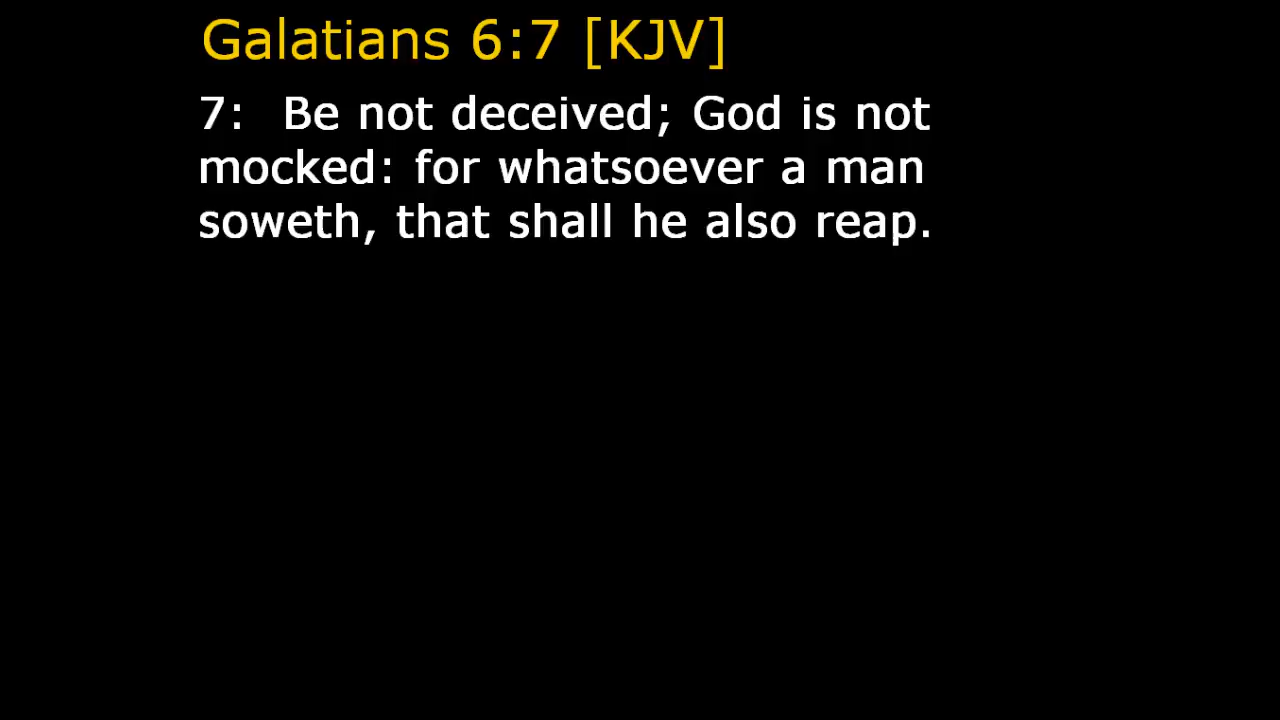 Galatians 6:7 [KJV]
7:  Be not deceived; God is not
mocked: for whatsoever a man
soweth, that shall he also reap.